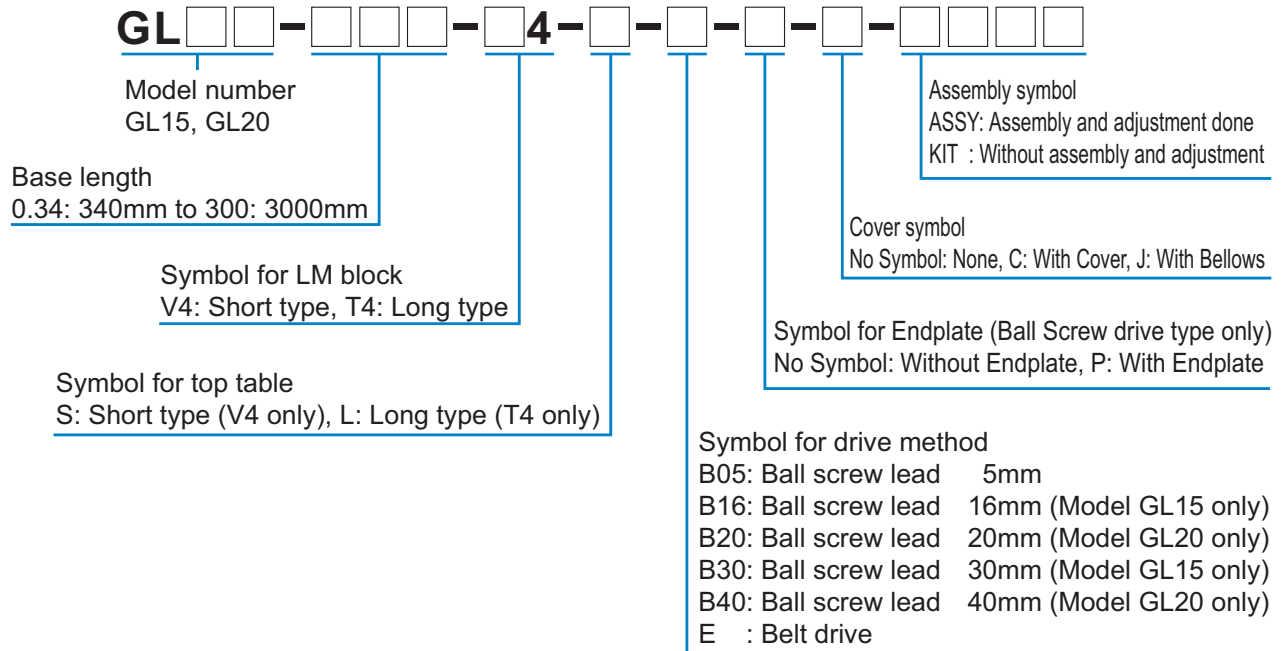 GL□□-□□□-□4-□-□-□-□-□□□□
Model number
GL15, GL20
Base length
0.34: 340mm to 300: 3000mm
Symbol for LM block
V4: Short type, T4: Long type
Symbol for top table
S: Short type (V4 only), L: Long type (T4 only)
Assembly symbol
ASSY: Assembly and adjustment done
KIT : Without assembly and adjustment
Cover symbol
No Symbol: None, C: With Cover, J: With Bellows
Symbol for Endplate (Ball Screw drive type only)
No Symbol: Without Endplate, P: With Endplate
Symbol for drive method
B05: Ball screw lead 5mm
B16: Ball screw lead 16mm (Model GL15 only)
B20: Ball screw lead 20mm (Model GL20 only)
B30: Ball screw lead 30mm (Model GL15 only)
B40: Ball screw lead 40mm (Model GL20 only)
E : Belt drive